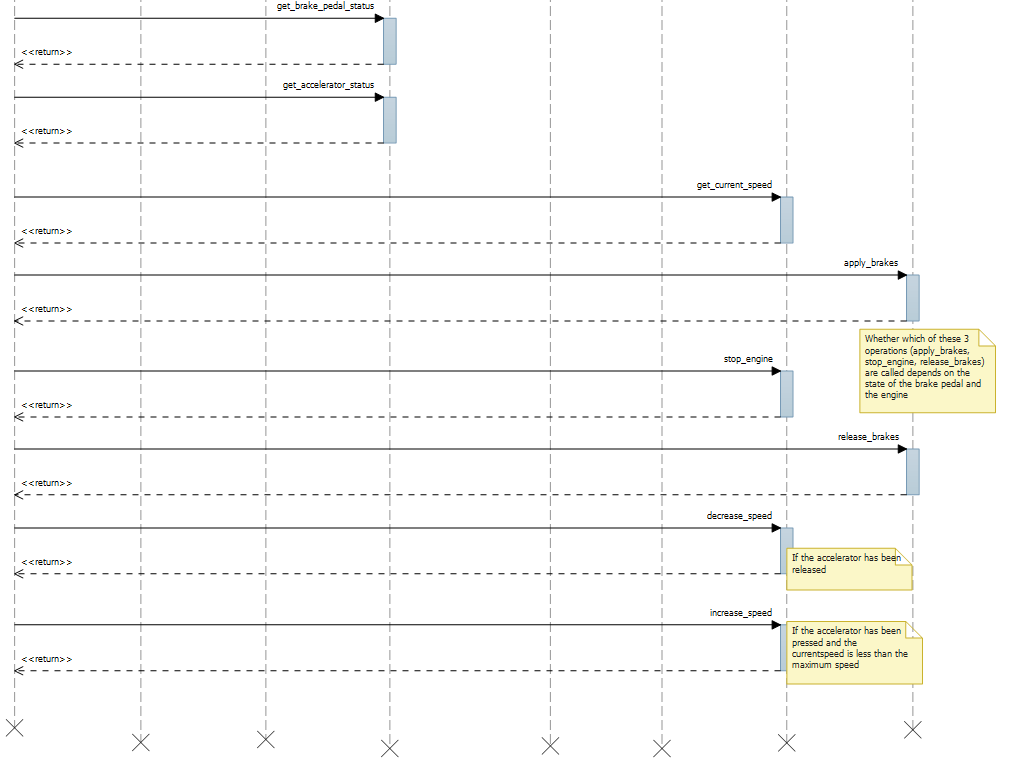 get_brake_pedal_status
<<return>>
get_accelerator_status
<<return>>
get_current_speed
<<return>>
apply_brakes
<<return>>
Whether which of these 3
operations (apply_brakes,
stop_engine, release_brakes)
are called depends on the
state of the brake pedal and
the engine
stop_engine
<<return>>
release_brakes
<<return>>
decrease_speed
If the accelerator has been
released
<<return>>
increase_speed
If the accelerator has been
pressed and the
currentspeed is less than the
maximum speed
<<return>>